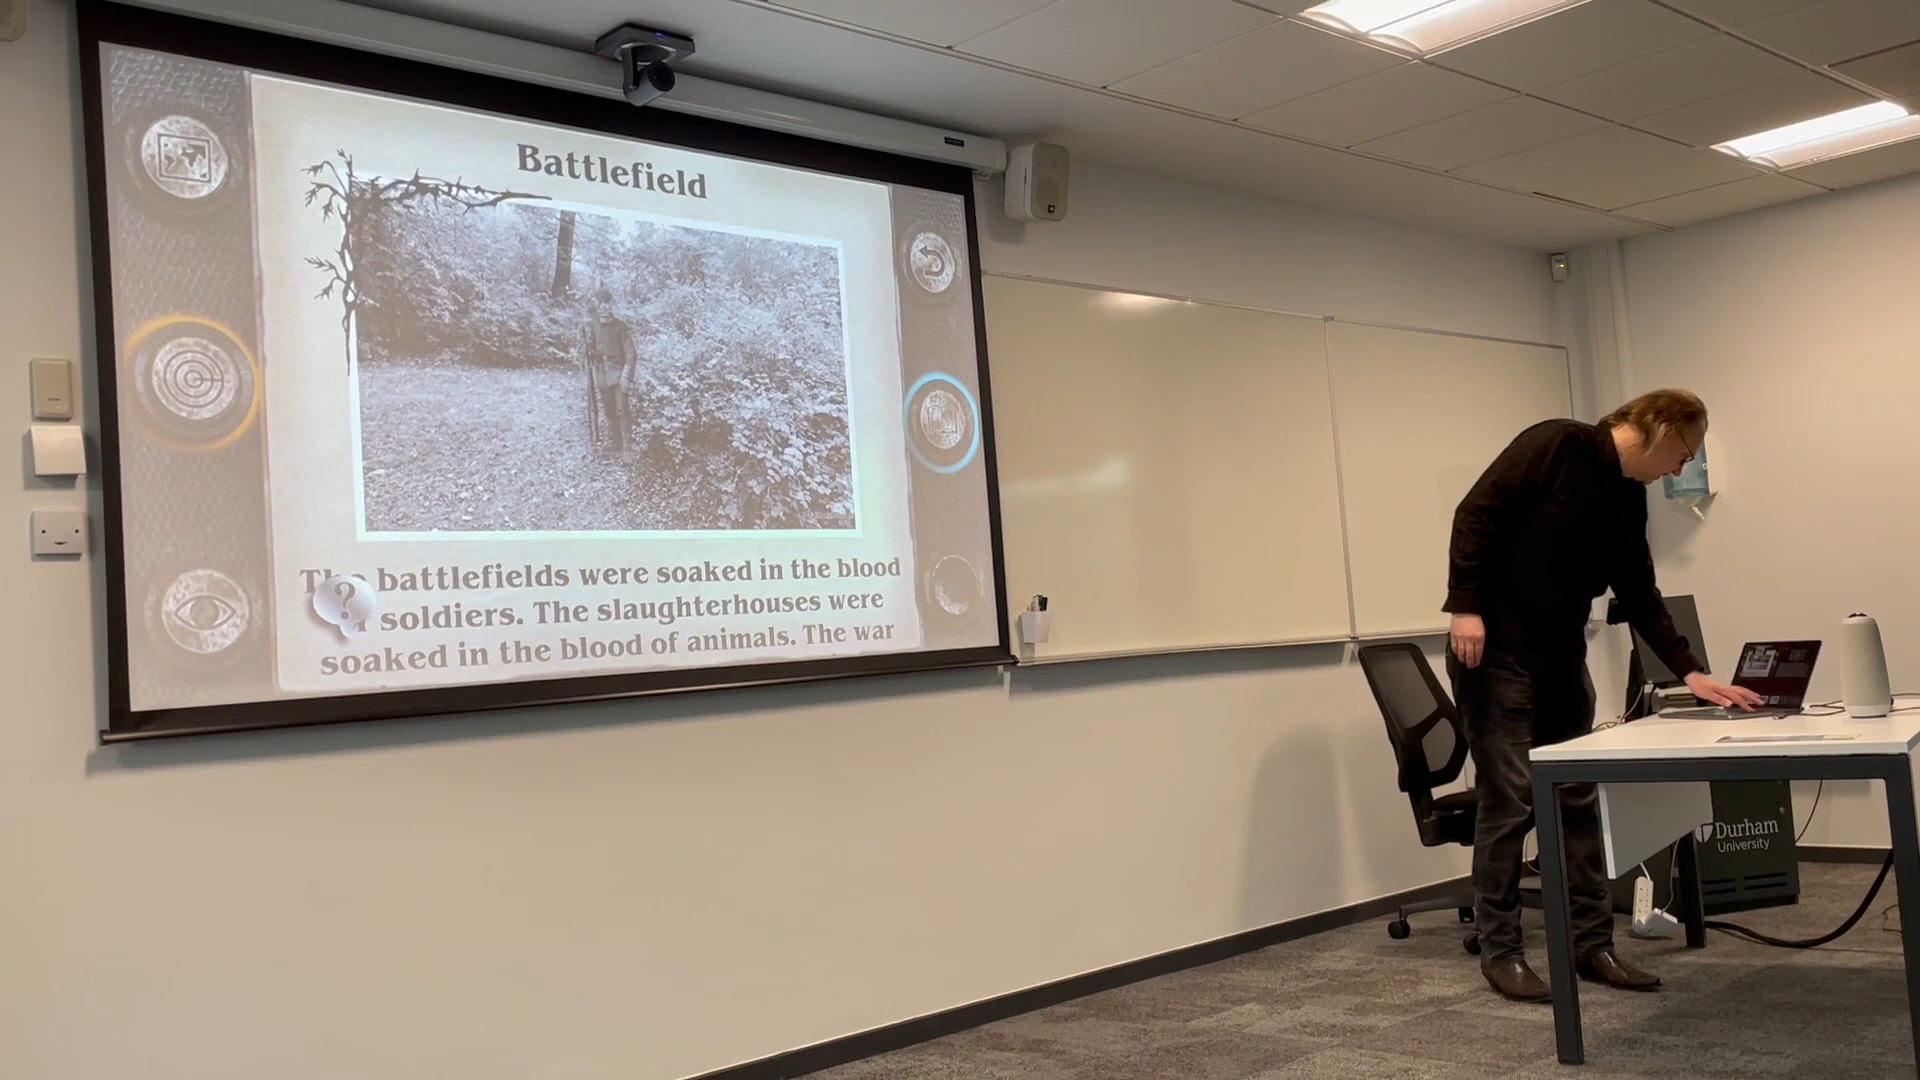 Battlefield
The battlefields were soaked in the blood
soldiers. The slaughterhouses were
soaked in the blood of animals. The war
?
Durham
University